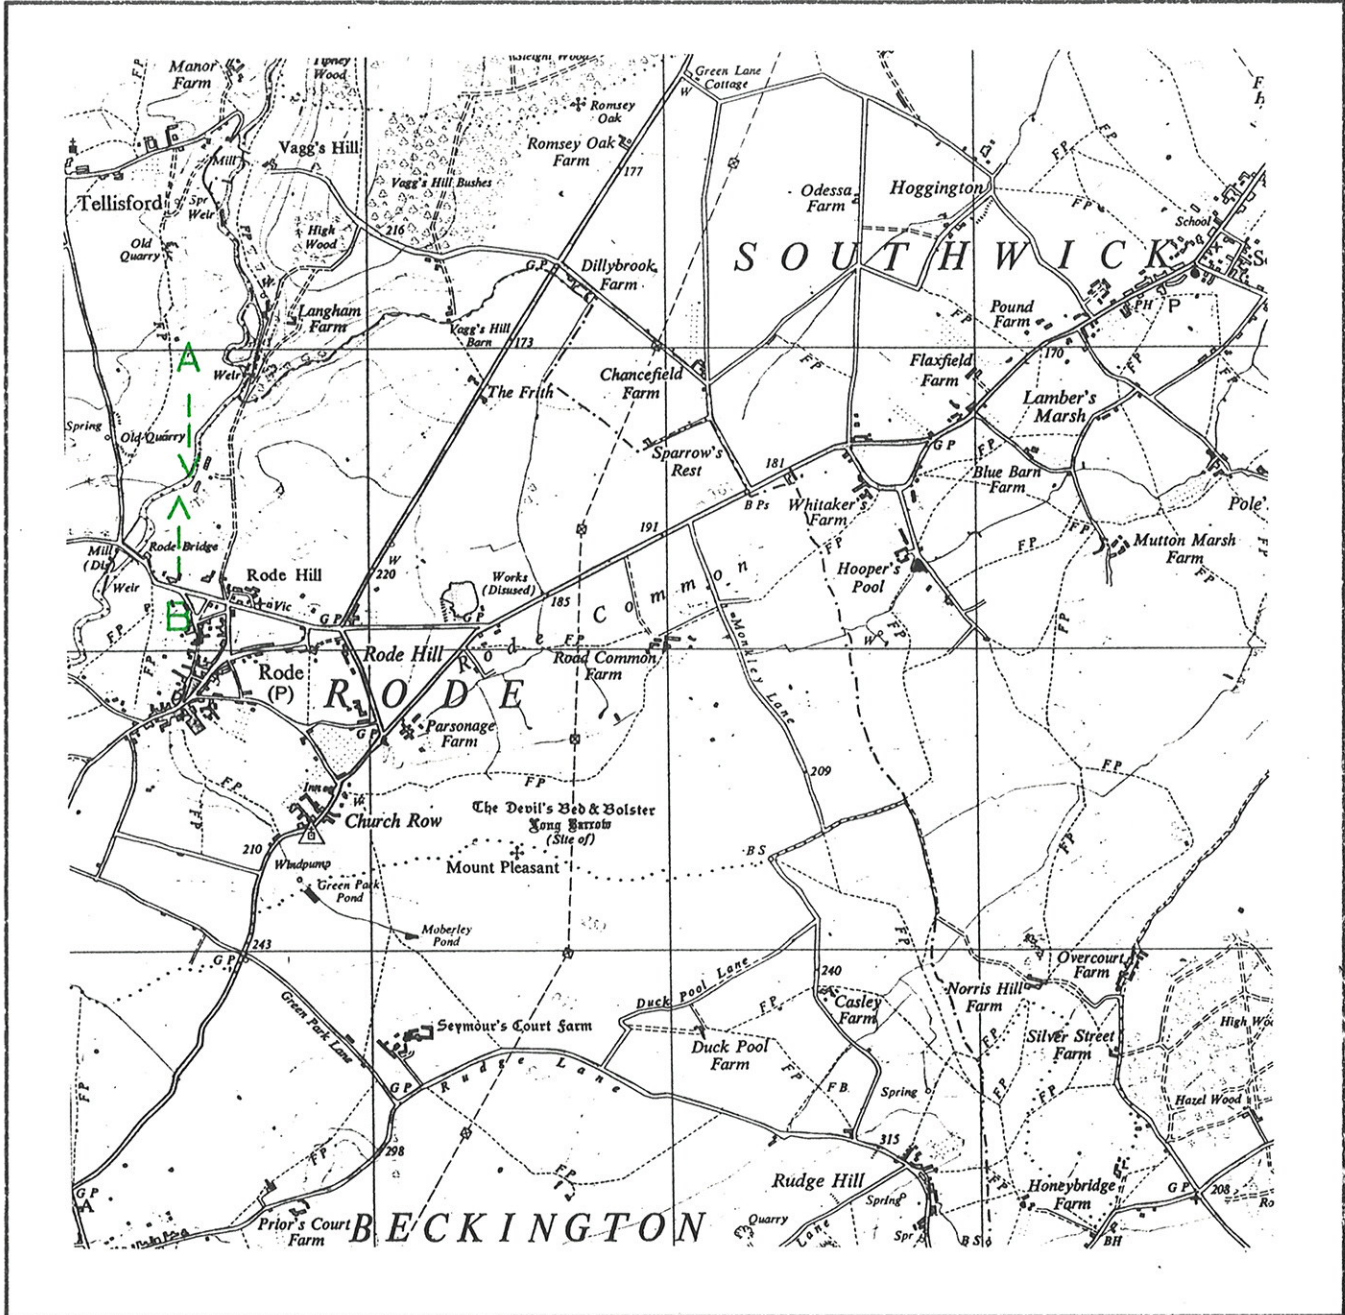 Manor
Farm
F P
Tipney
Wood
Sleight Wood
Green Lane
Cottage
W
Romsey
Oak
Romsey Oak
Farm
177
Mill
Vagg's Hill
Vagg's Hill Bushes
Tellisford
Spr
Weir
Old
Quarry
FP
High
Wood
216
G P
Dillybrook
Farm
Odessa
Farm
Hoggington
F P
F P
School
SOUTHWICK
PH
P
Pound
Farm
170
F P
F P
Langham
Farm
Vagg's Hill
Barn
173
A
Weir
The Frith
Chancefield
Farm
F P
Flaxfield
Farm
Lamber's
Marsh
F P
Spring
Old Quarry
Sparrow's
Rest
181
G P
F P
Blue Barn
Farm
B Ps
Whitaker's
Farm
F P
Pole'
191
F P
F P
Mutton Marsh
Farm
Hooper's
Pool
Mill
(Dis)
Rode Bridge
Weir
W
220
Rode Hill
Vic
Works
(Disused)
185
B
G P
G P
Rode Common
F P
F P
F P
Monkley Lane
W
F P
Rode Hill
Road Common
Farm
Rode
(P)
RODE
G P
Parsonage
Farm
F P
F P
F P
209
F P
Inn
Church Row
The Devil's Bed & Bolster
Long Barrow
(Site of)
210
Windpump
Mount Pleasant
B S
F P
Green Park
Pond
Moberley
Pond
243
G P
F P
Overcourt
Farm
Duck Pool Lane
240
F P
Casley
Farm
Norris Hill
Farm
Green Park Lane
Seymour's Court Farm
Duck Pool
Farm
F P
Silver Street
Farm
High Woo
F P
G P
Rudge Lane
F P
F B
Spring
F P
F P
Hazel Wood
298
F P
F P
315
Rudge Hill
Spring
F P
Honeybridge
Farm
G P
208
G P
A
Prior's Court
Farm
BECKINGTON
Quarry
Lane
Spr
B S
BH
Ro